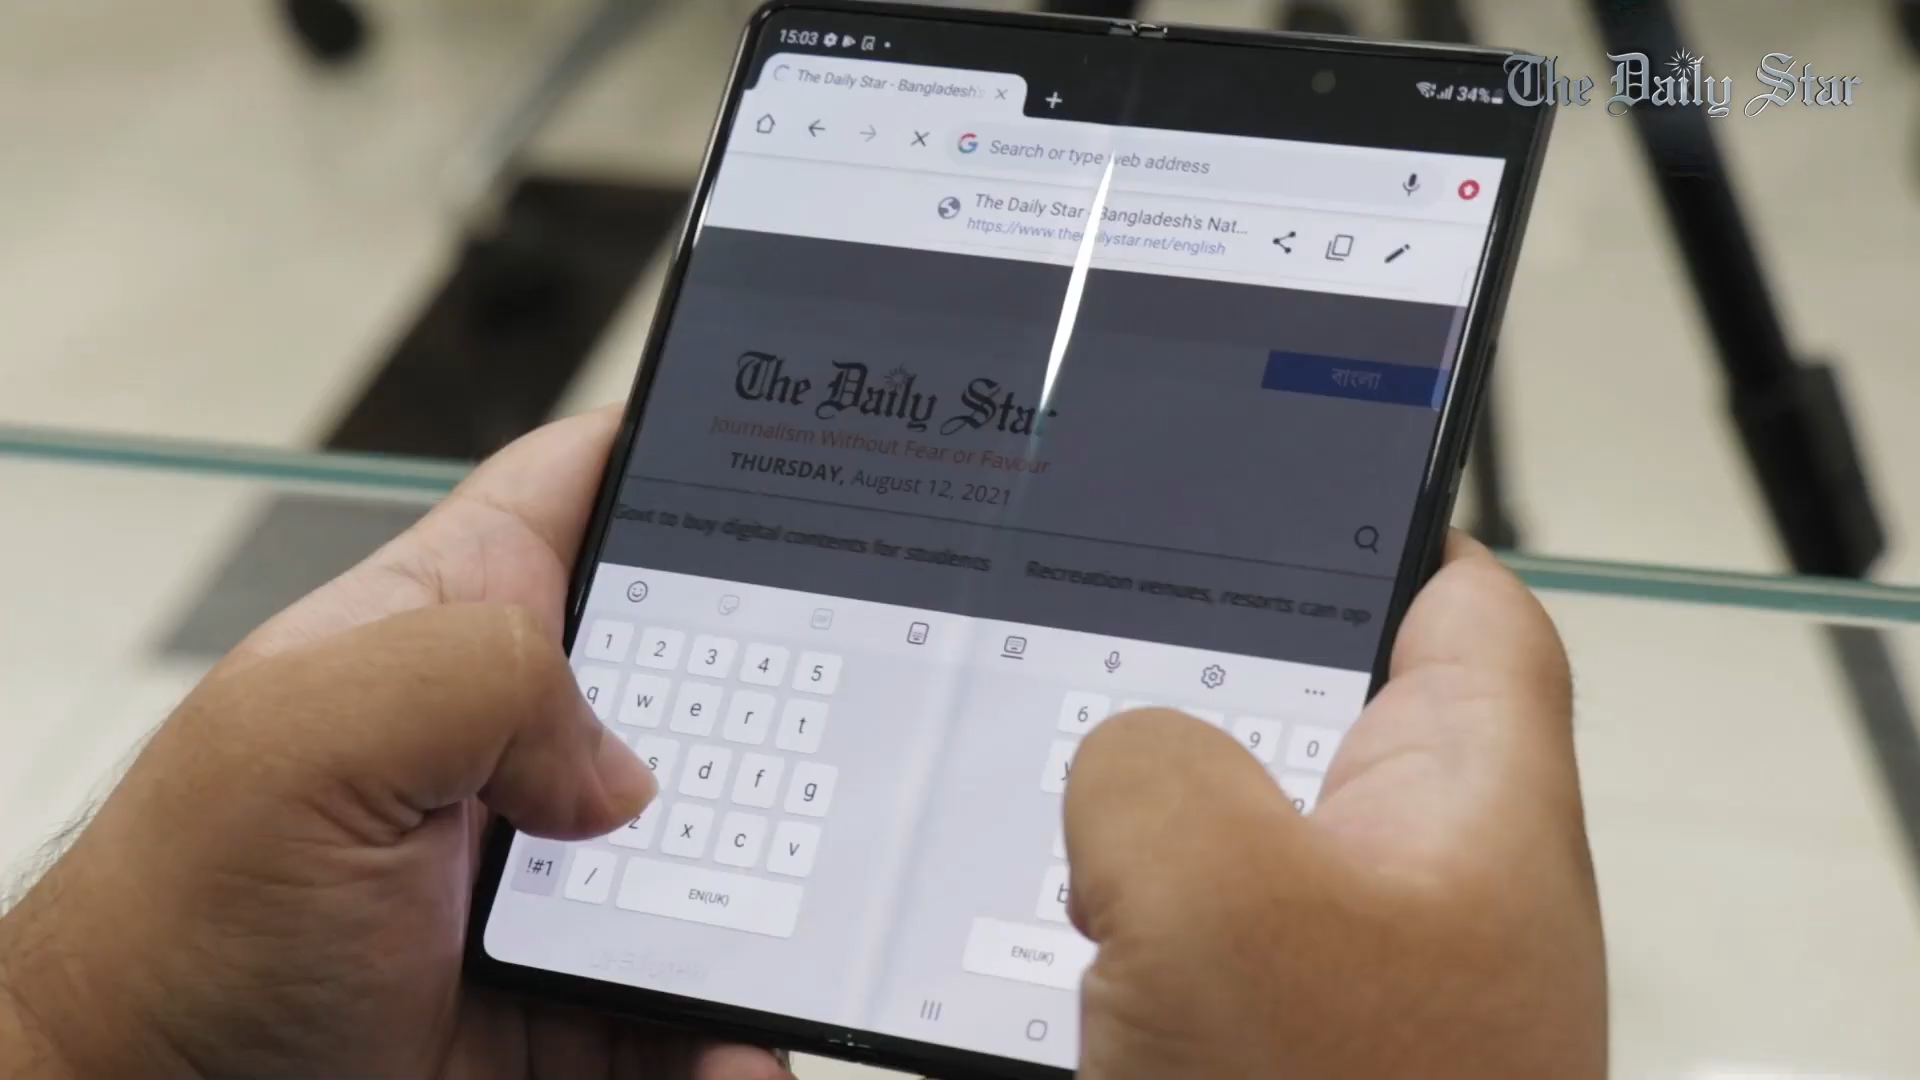 The Daily Star
15:03
34%
The Daily Star - Bangladesh's
Search or type web address
The Daily Star - Bangladesh's Nat...
https://www.thedailystar.net/english
বাংলা
The Daily Star
Journalism Without Fear or Favour
THURSDAY, August 12, 2021
Govt to buy digital contents for students
Recreation venues, resorts can op
1 2 3 4 5
6 9 0
q w e r t
y p
s d f g
z x c v
b
!#1 / EN(UK)
EN(UK)